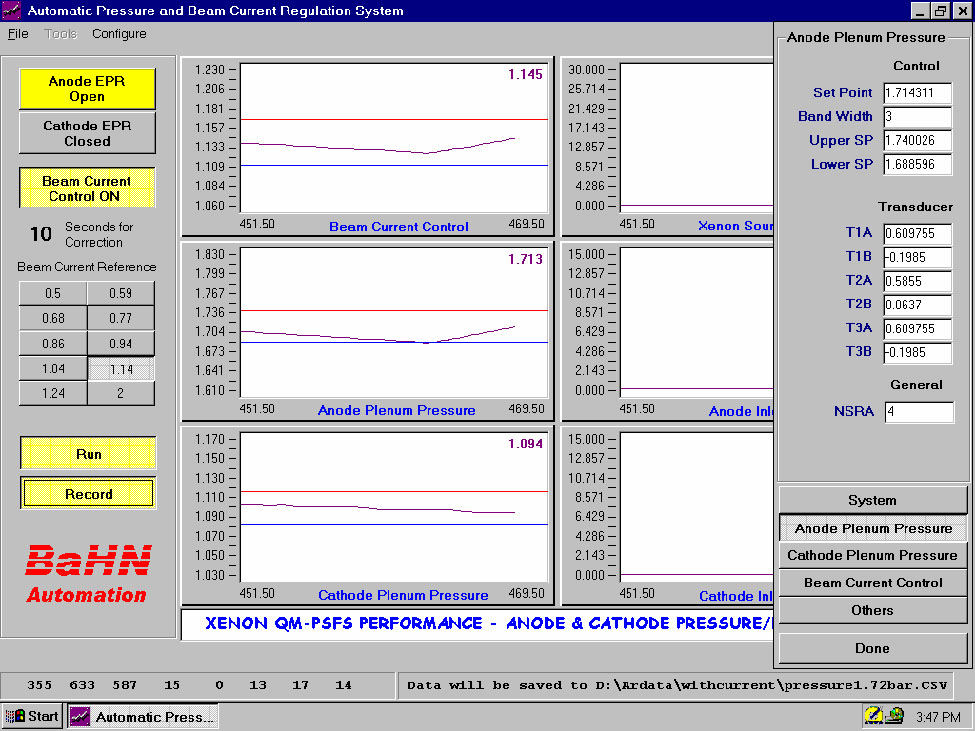 Automatic Pressure and Beam Current Regulation System
File Tools Configure
Anode EPR
Open
Cathode EPR
Closed
Beam Current
Control ON
10 Seconds for
Correction
Beam Current Reference
0.5 0.59
0.68 0.77
0.86 0.94
1.04 1.14
1.24 2
Run
Record
BaHN
Automation
1.230
1.206
1.181
1.157
1.133
1.109
1.084
1.060
1.145
451.50 Beam Current Control 469.50
30.000
25.714
21.429
17.143
12.857
8.571
4.286
0.000
451.50 Xenon Sour
1.830
1.799
1.767
1.736
1.704
1.673
1.641
1.610
1.713
451.50 Anode Plenum Pressure 469.50
15.000
12.857
10.714
8.571
6.429
4.286
2.143
0.000
451.50 Anode Inl
1.170
1.150
1.130
1.110
1.090
1.070
1.050
1.030
1.094
451.50 Cathode Plenum Pressure 469.50
15.000
12.857
10.714
8.571
6.429
4.286
2.143
0.000
451.50 Cathode Inl
XENON QM-PSFS PERFORMANCE - ANODE & CATHODE PRESSURE/
Anode Plenum Pressure
Control
Set Point 1.714311
Band Width 3
Upper SP 1.740026
Lower SP 1.688596
Transducer
T1A 0.609755
T1B -0.1985
T2A 0.5855
T2B 0.0637
T3A 0.609755
T3B -0.1985
General
NSRA 4
System
Anode Plenum Pressure
Cathode Plenum Pressure
Beam Current Control
Others
Done
355 633 587 15 0 13 17 14
Data will be saved to D:\Ardata\withcurrent\pressure1.72bar.CSV
Start Automatic Press... 3:47 PM